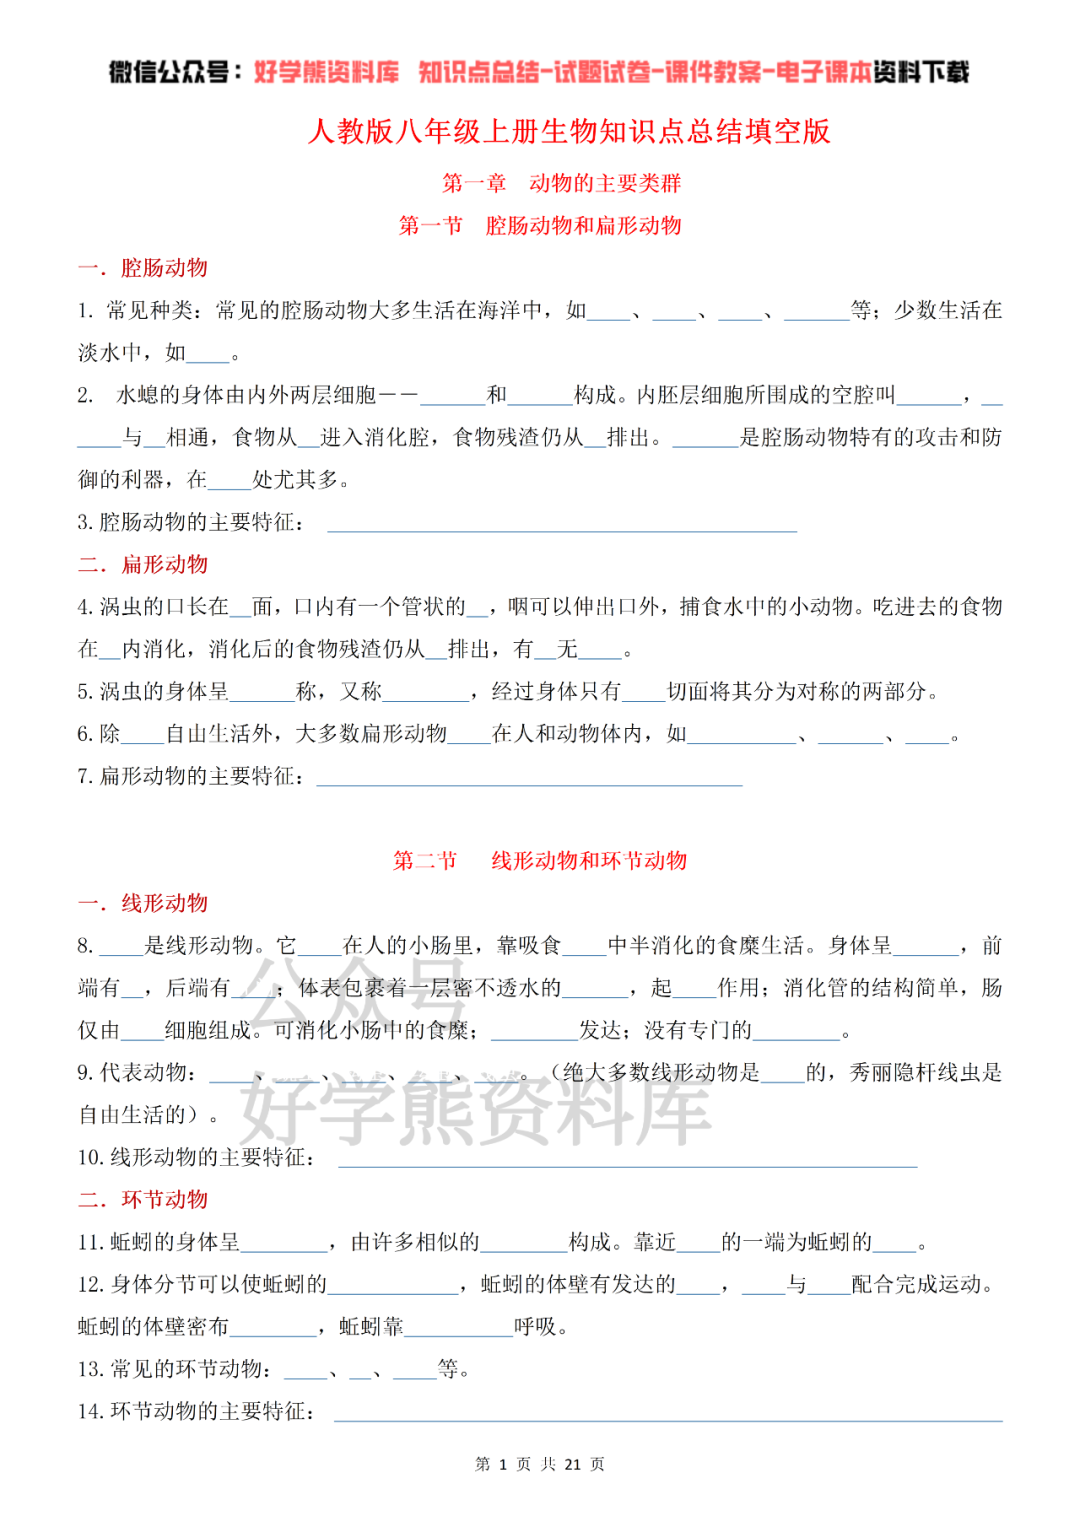 微信公众号：好学熊资料库 知识点总结-试题试卷-课件教案-电子课本资料下载
人教版八年级上册生物知识点总结填空版
第一章 动物的主要类群
第一节 腔肠动物和扁形动物
一．腔肠动物
1. 常见种类：常见的腔肠动物大多生活在海洋中，如____、____、____、______等；少数生活在
淡水中，如____。
2. 水螅的身体由内外两层细胞－－______和______构成。内胚层细胞所围成的空腔叫______，__
____与__相通，食物从__进入消化腔，食物残渣仍从__排出。______是腔肠动物特有的攻击和防
御的利器，在____处尤其多。
3.腔肠动物的主要特征：____________________
二．扁形动物
4.涡虫的口长在__面，口内有一个管状的__，咽可以伸出口外，捕食水中的小动物。吃进去的食物
在__内消化，消化后的食物残渣仍从__排出，有__无____。
5.涡虫的身体呈______称，又称________，经过身体只有____切面将其分为对称的两部分。
6.除____自由生活外，大多数扁形动物____在人和动物体内，如__________、______、____。
7.扁形动物的主要特征：____________________
第二节 线形动物和环节动物
一．线形动物
8.____是线形动物。它____在人的小肠里，靠吸食____中半消化的食糜生活。身体呈______，前
端有__，后端有____；体表包裹着一层密不透水的______，起____作用；消化管的结构简单，肠
仅由____细胞组成。可消化小肠中的食糜；________发达；没有专门的________。
9.代表动物：____、____、____、____、____。（绝大多数线形动物是____的，秀丽隐杆线虫是
自由生活的）。
10.线形动物的主要特征：____________________
二．环节动物
11.蚯蚓的身体呈________，由许多相似的________构成。靠近____的一端为蚯蚓的____。
12.身体分节可以使蚯蚓的____________，蚯蚓的体壁有发达的____，____与____配合完成运动。
蚯蚓的体壁密布________，蚯蚓靠__________呼吸。
13.常见的环节动物：____、__、____等。
14.环节动物的主要特征：____________________
公众号
好学熊资料库
第 1 页 共 21 页